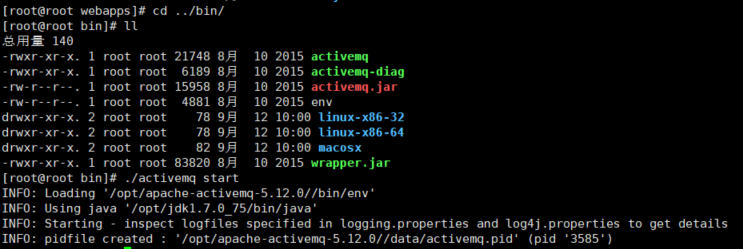 [root@root webapps]# cd ../bin/
[root@root bin]# ll
总用量 140
-rwxr-xr-x. 1 root root 21748 8月  10 2015 activemq
-rwxr-xr-x. 1 root root  6189 8月  10 2015 activemq-diag
-rw-r--r--. 1 root root 15958 8月  10 2015 activemq.jar
-rw-r--r--. 1 root root  4881 8月  10 2015 env
drwxr-xr-x. 2 root root    78 9月  12 10:00 linux-x86-32
drwxr-xr-x. 2 root root    78 9月  12 10:00 linux-x86-64
drwxr-xr-x. 2 root root    82 9月  12 10:00 macosx
-rwxr-xr-x. 1 root root 83820 8月  10 2015 wrapper.jar
[root@root bin]# ./activemq start
INFO: Loading '/opt/apache-activemq-5.12.0//bin/env'
INFO: Using java '/opt/jdk1.7.0_75/bin/java'
INFO: Starting - inspect logfiles specified in logging.properties and log4j.properties to get details
INFO: pidfile created : '/opt/apache-activemq-5.12.0//data/activemq.pid' (pid '3585')